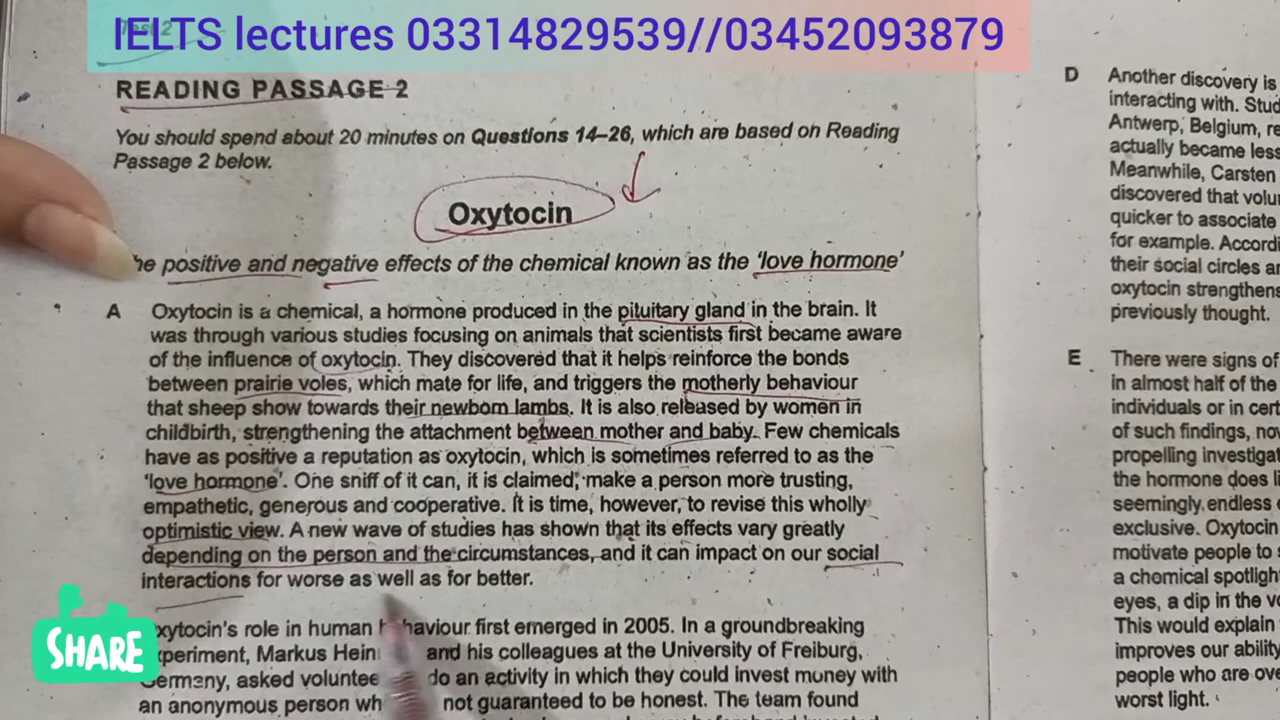 IELTS lectures 03314829539//03452093879
READING PASSAGE 2
You should spend about 20 minutes on Questions 14–26, which are based on Reading
Passage 2 below.
Oxytocin
he positive and negative effects of the chemical known as the 'love hormone'
A Oxytocin is a chemical, a hormone produced in the pituitary gland in the brain. It
was through various studies focusing on animals that scientists first became aware
of the influence of oxytocin. They discovered that it helps reinforce the bonds
between prairie voles, which mate for life, and triggers the motherly behaviour
that sheep show towards their newborn lambs. It is also released by women in
childbirth, strengthening the attachment between mother and baby. Few chemicals
have as positive a reputation as oxytocin, which is sometimes referred to as the
'love hormone'. One sniff of it can, it is claimed, make a person more trusting,
empathetic, generous and cooperative. It is time, however, to revise this wholly
optimistic view. A new wave of studies has shown that its effects vary greatly
depending on the person and the circumstances, and it can impact on our social
interactions for worse as well as for better.
xytocin's role in human haviour first emerged in 2005. In a groundbreaking
xperiment, Markus Hein and his colleagues at the University of Freiburg,
Germany, asked voluntee do an activity in which they could invest money with
an anonymous person wh not guaranteed to be honest. The team found
D Another discovery is
interacting with. Stud
Antwerp, Belgium, re
actually became less
Meanwhile, Carsten
discovered that volu
quicker to associate
for example. Accordi
their social circles ar
oxytocin strengthens
previously thought.
E There were signs of
in almost half of the
individuals or in cert
of such findings, nov
propelling investigat
the hormone does li
seemingly endless
exclusive. Oxytocin
motivate people to
a chemical spotlight
eyes, a dip in the vo
This would explain
improves our ability
people who are ove
worst light.
SHARE